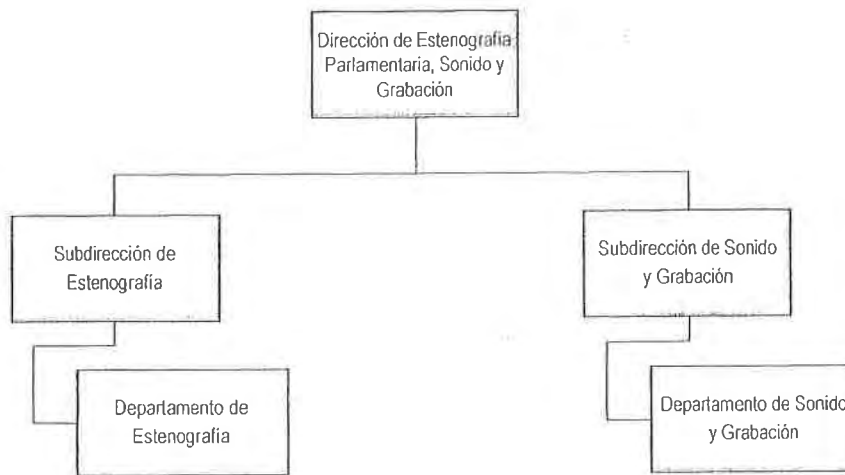 Dirección de Estenografía
Parlamentaria, Sonido y
Grabación
Subdirección de
Estenografía
Subdirección de Sonido
y Grabación
Departamento de
Estenografía
Departamento de Sonido
y Grabación